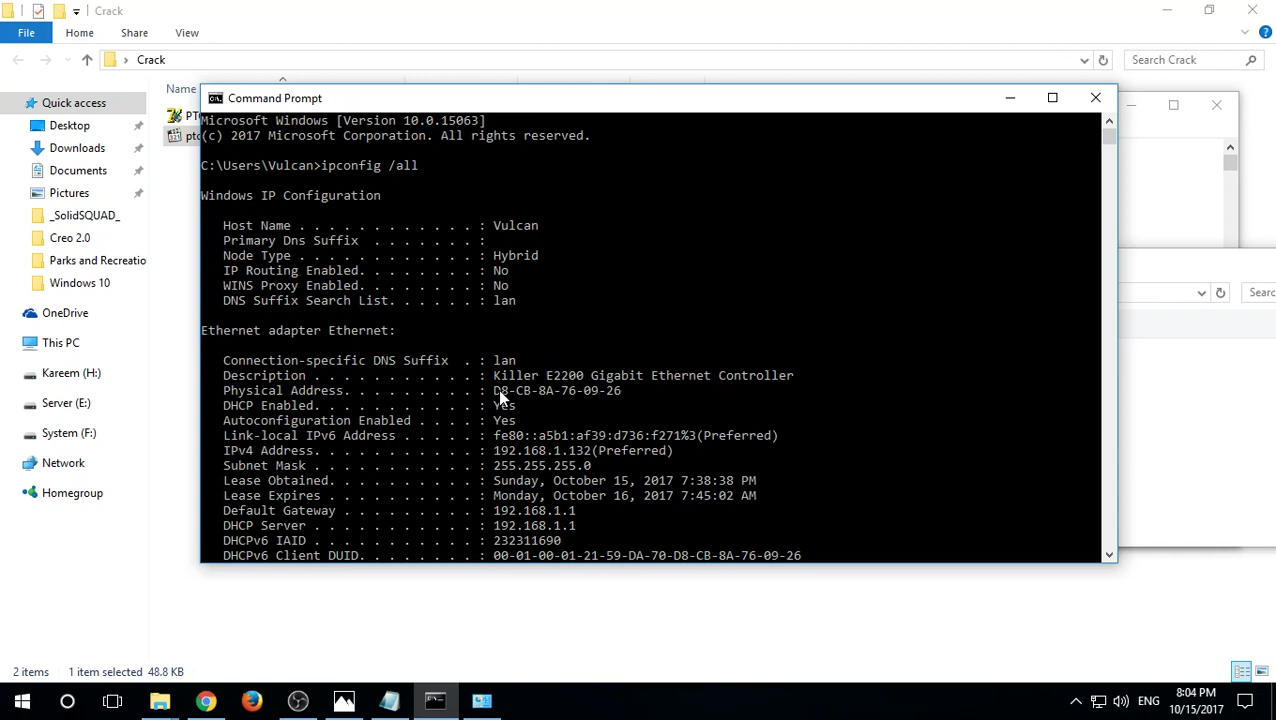 Crack
File
Home
Share
View
Crack
Search Crack
Name
Quick access
Desktop
Downloads
Documents
Pictures
_SolidSQUAD_
Creo 2.0
Parks and Recreatio
Windows 10
OneDrive
This PC
Kareem (H:)
Server (E:)
System (F:)
Network
Homegroup
Command Prompt
Microsoft Windows [Version 10.0.15063]
(c) 2017 Microsoft Corporation. All rights reserved.
C:\Users\Vulcan>ipconfig /all
Windows IP Configuration
Host Name . . . . . . . . . . . . : Vulcan
Primary Dns Suffix  . . . . . . . :
Node Type . . . . . . . . . . . . : Hybrid
IP Routing Enabled. . . . . . . . : No
WINS Proxy Enabled. . . . . . . . : No
DNS Suffix Search List. . . . . . : lan
Ethernet adapter Ethernet:
Connection-specific DNS Suffix  . : lan
Description . . . . . . . . . . . : Killer E2200 Gigabit Ethernet Controller
Physical Address. . . . . . . . . : D8-CB-8A-76-09-26
DHCP Enabled. . . . . . . . . . . : Yes
Autoconfiguration Enabled . . . . : Yes
Link-local IPv6 Address . . . . . : fe80::a5b1:af39:d736:f271%3(Preferred)
IPv4 Address. . . . . . . . . . . : 192.168.1.132(Preferred)
Subnet Mask . . . . . . . . . . . : 255.255.255.0
Lease Obtained. . . . . . . . . . : Sunday, October 15, 2017 7:38:38 PM
Lease Expires . . . . . . . . . . : Monday, October 16, 2017 7:45:02 AM
Default Gateway . . . . . . . . . : 192.168.1.1
DHCP Server . . . . . . . . . . . : 192.168.1.1
DHCPv6 IAID . . . . . . . . . . . : 232311690
DHCPv6 Client DUID. . . . . . . . : 00-01-00-01-21-59-DA-70-D8-CB-8A-76-09-26
2 items
1 item selected 48.8 KB
ENG
8:04 PM
10/15/2017